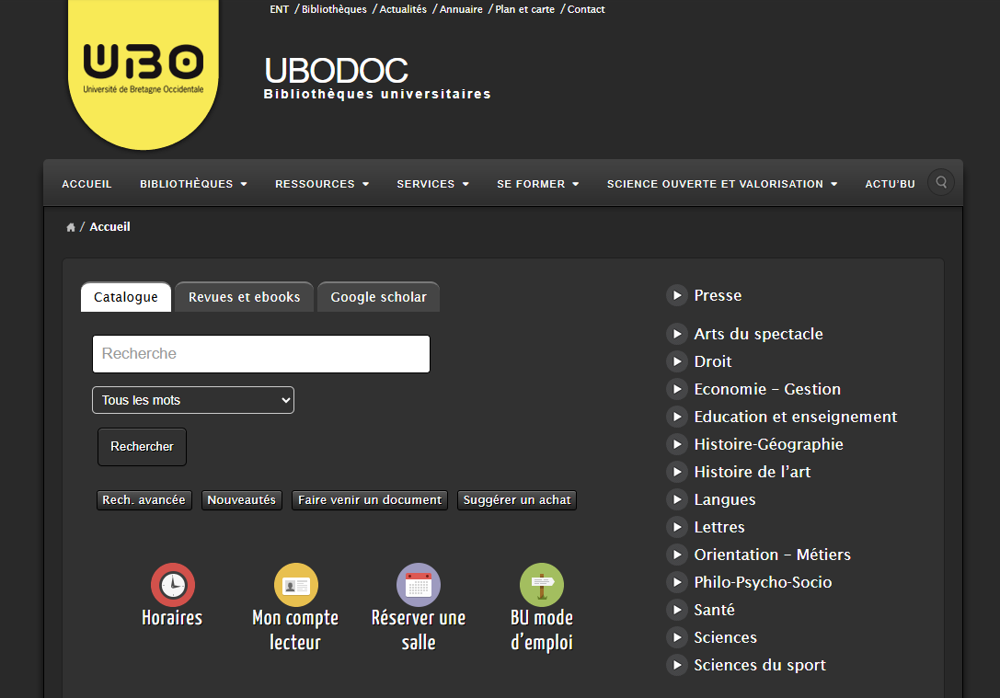 ENT / Bibliothèques / Actualités / Annuaire / Plan et carte / Contact
UBO
Université de Bretagne Occidentale
UBODOC
Bibliothèques universitaires
ACCUEIL BIBLIOTHÈQUES RESSOURCES SERVICES SE FORMER SCIENCE OUVERTE ET VALORISATION ACTU'BU
/ Accueil
Catalogue Revues et ebooks Google scholar
Recherche
Tous les mots
Rechercher
Rech. avancée Nouveautés Faire venir un document Suggérer un achat
Horaires
Mon compte
lecteur
Réserver une
salle
BU mode
d'emploi
Presse
Arts du spectacle
Droit
Economie – Gestion
Education et enseignement
Histoire-Géographie
Histoire de l'art
Langues
Lettres
Orientation – Métiers
Philo-Psycho-Socio
Santé
Sciences
Sciences du sport